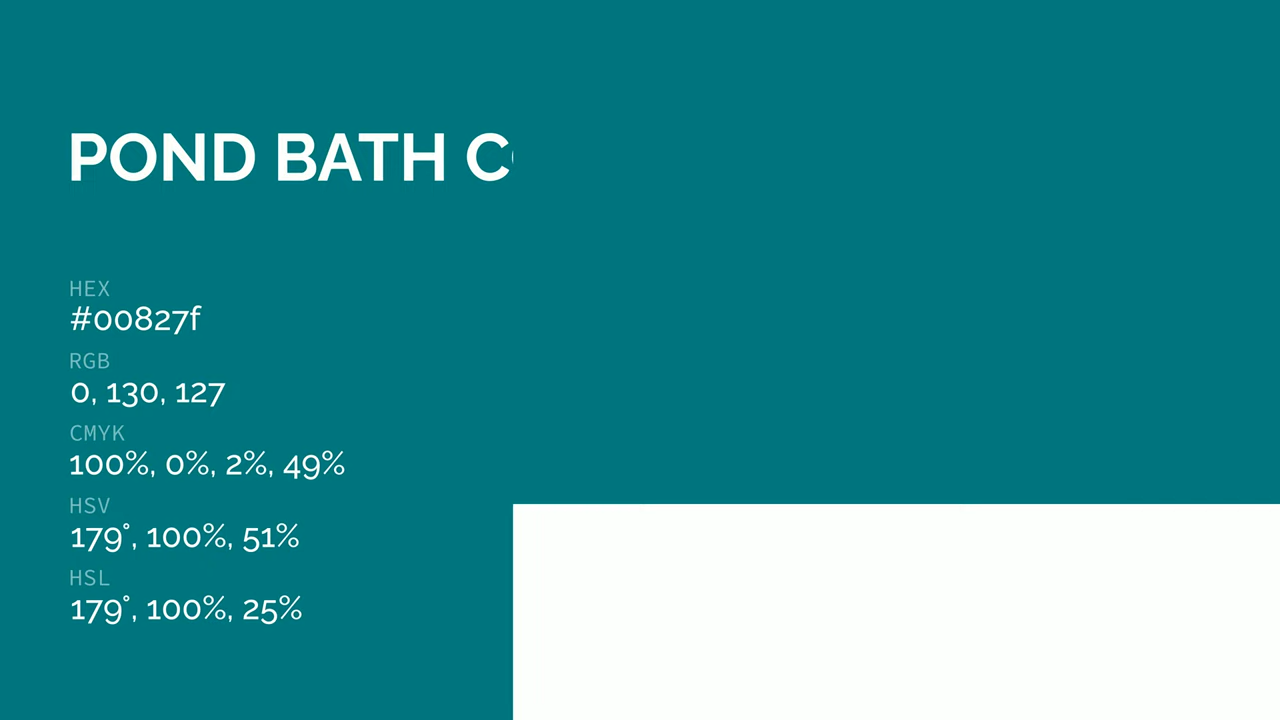 POND BATH C
HEX
#00827f
RGB
0, 130, 127
CMYK
100%, 0%, 2%, 49%
HSV
179°, 100%, 51%
HSL
179°, 100%, 25%